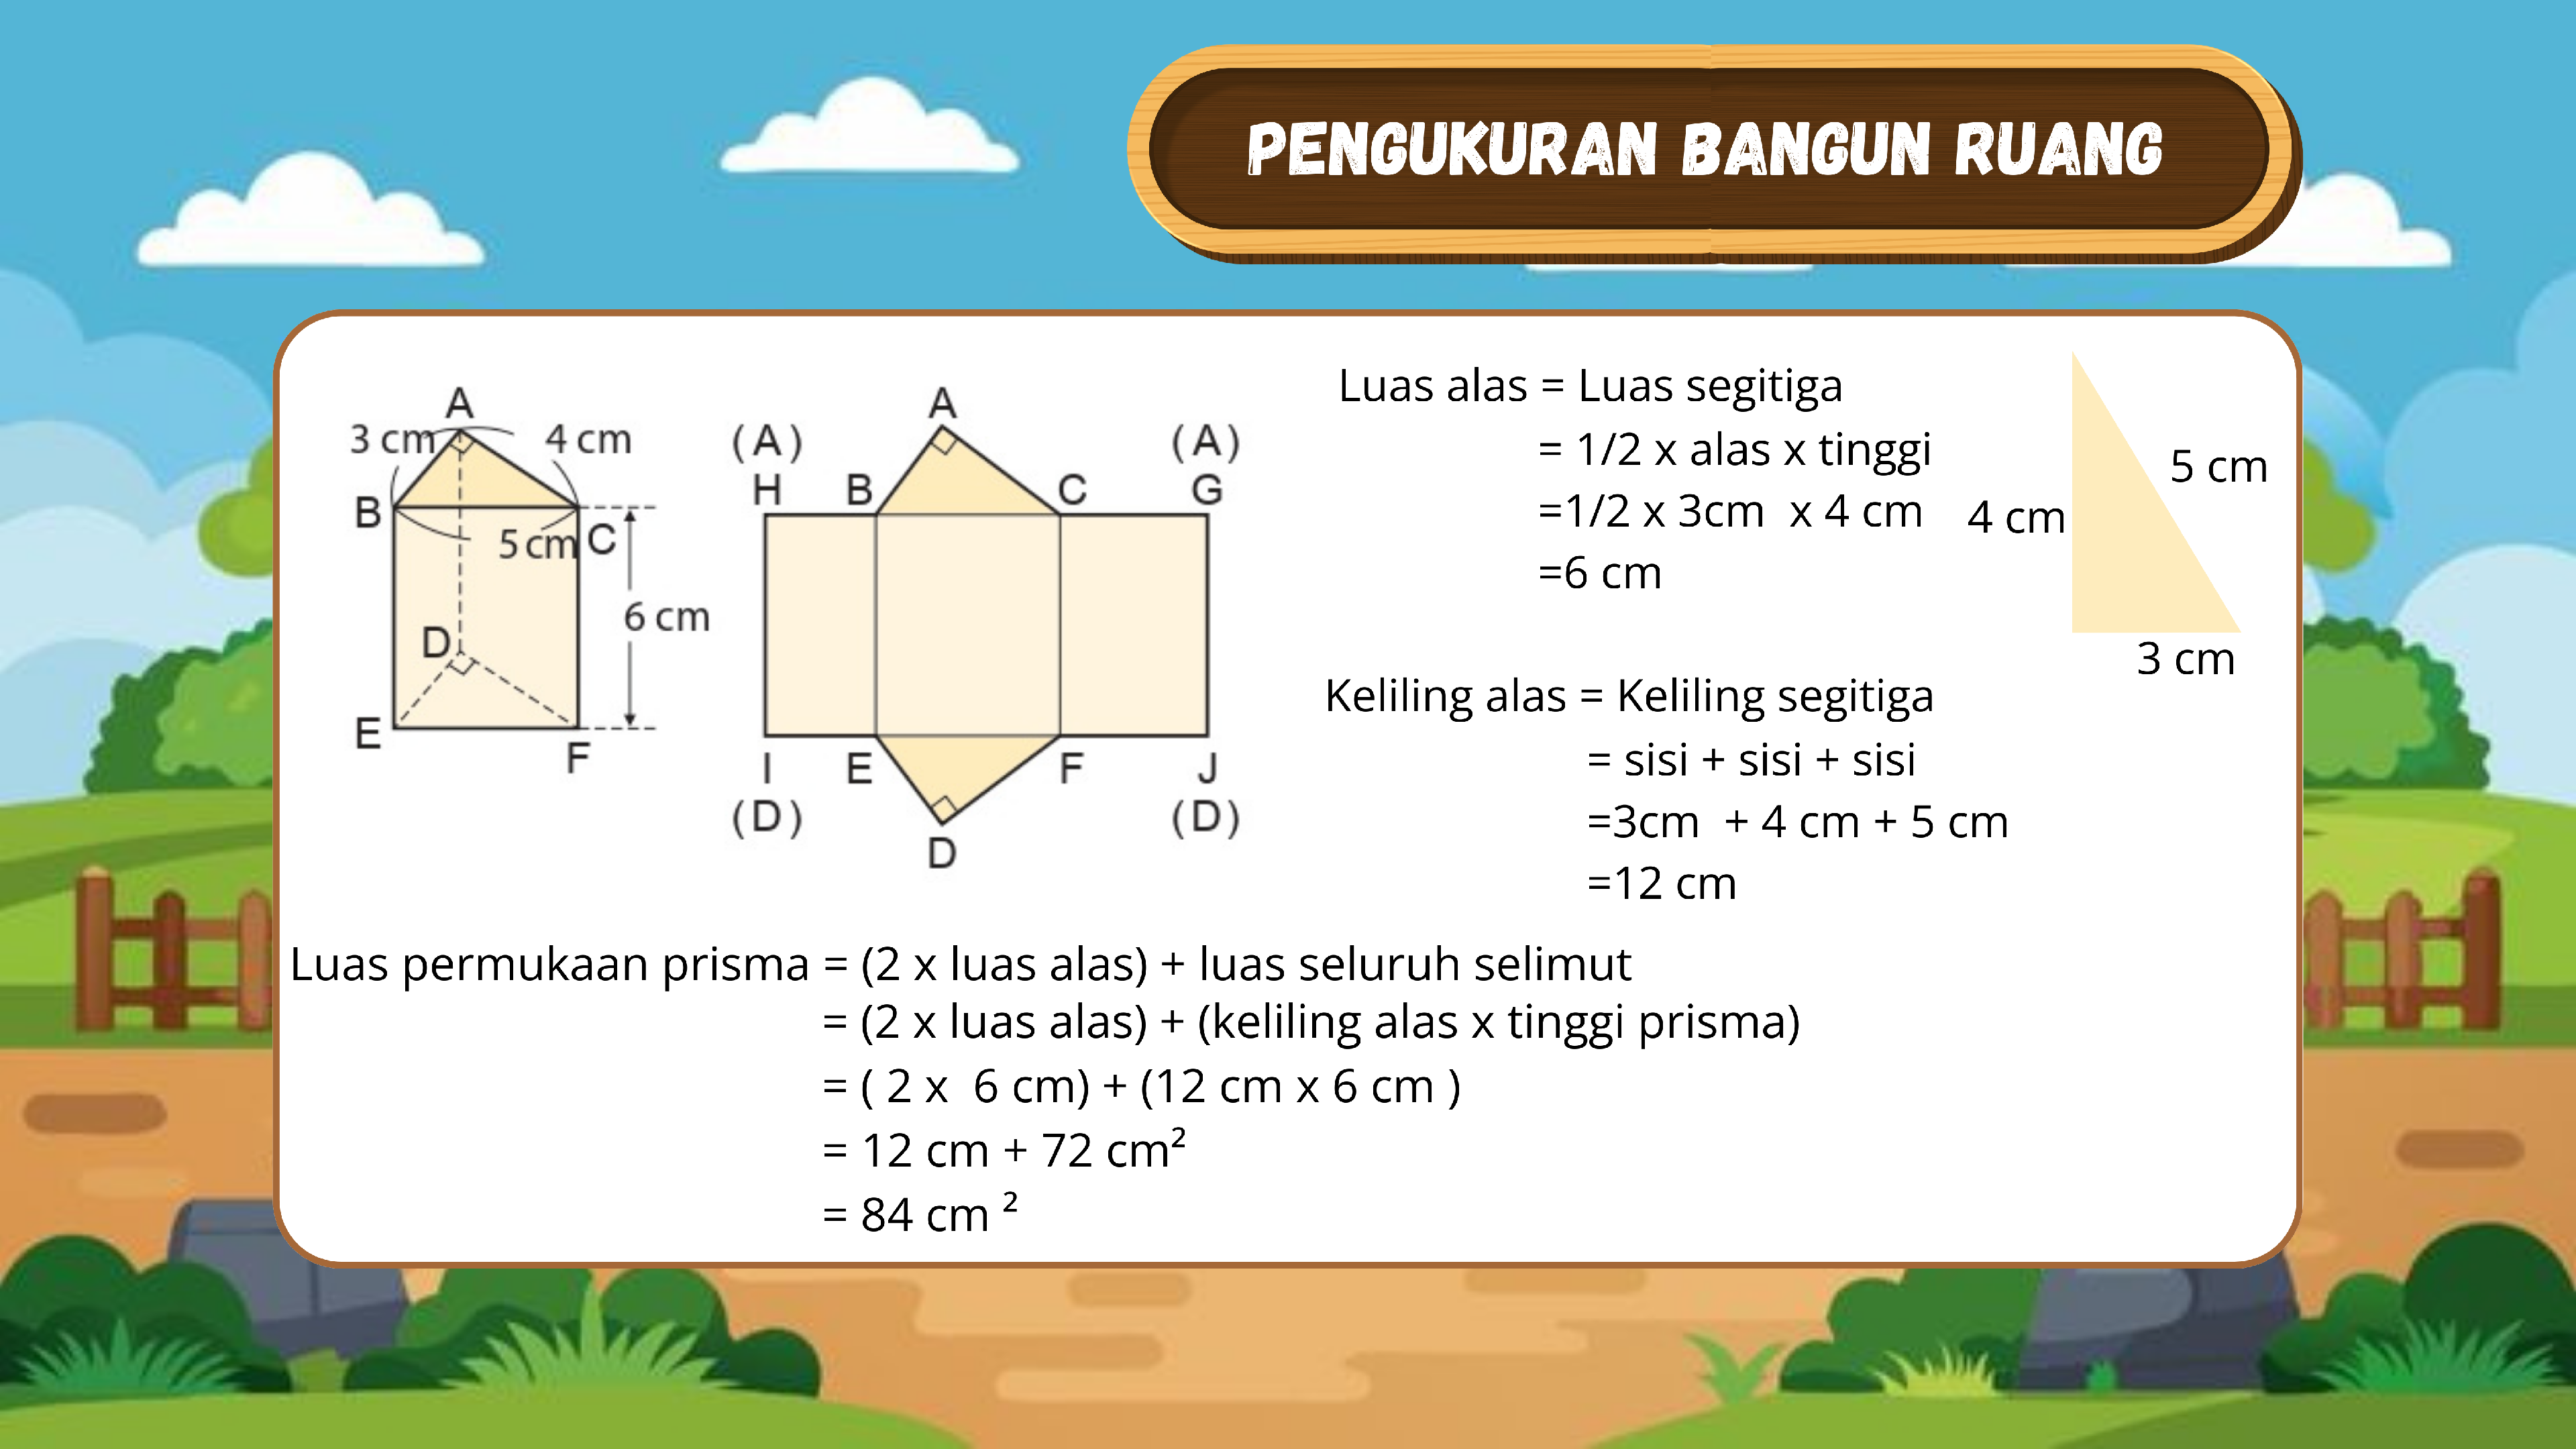 PENGUKURAN BANGUN RUANG
A
3 cm
4 cm
B
5 cm
C
6 cm
D
E
F
A
(A)
(A)
H
B
C
G
I
E
F
J
(D)
(D)
D
Luas alas = Luas segitiga
= 1/2 x alas x tinggi
=1/2 x 3cm  x 4 cm
=6 cm
5 cm
4 cm
3 cm
Keliling alas = Keliling segitiga
= sisi + sisi + sisi
=3cm  + 4 cm + 5 cm
=12 cm
Luas permukaan prisma = (2 x luas alas) + luas seluruh selimut
= (2 x luas alas) + (keliling alas x tinggi prisma)
= ( 2 x  6 cm) + (12 cm x 6 cm )
= 12 cm + 72 cm²
= 84 cm ²